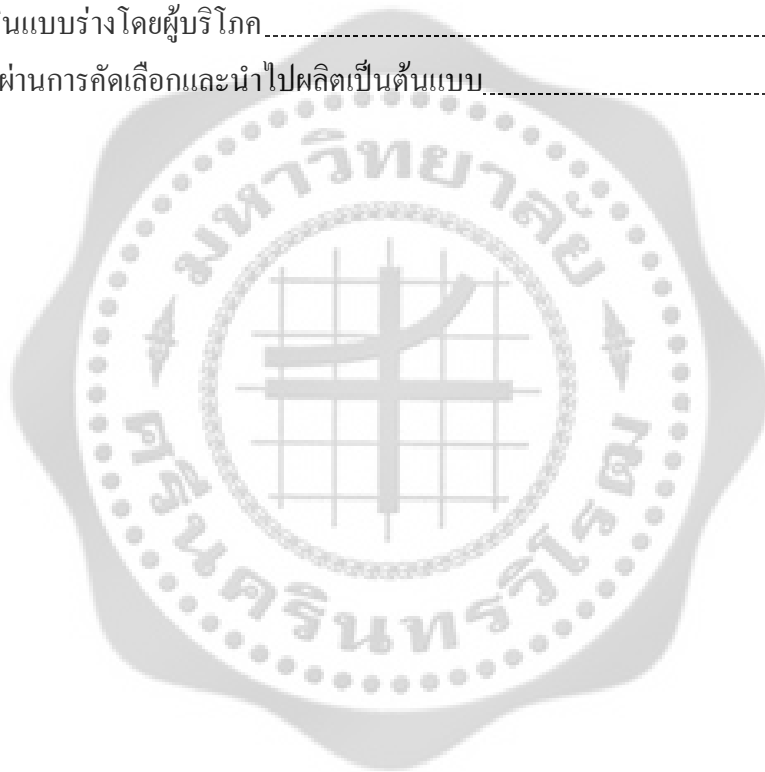 นแบบร่างโดยผู้บริโภค
ผ่านการคัดเลือกและนำไปผลิตเป็นต้นแบบ
มหาวิทยาลัย
ศรีนครินทรวิโรฒ